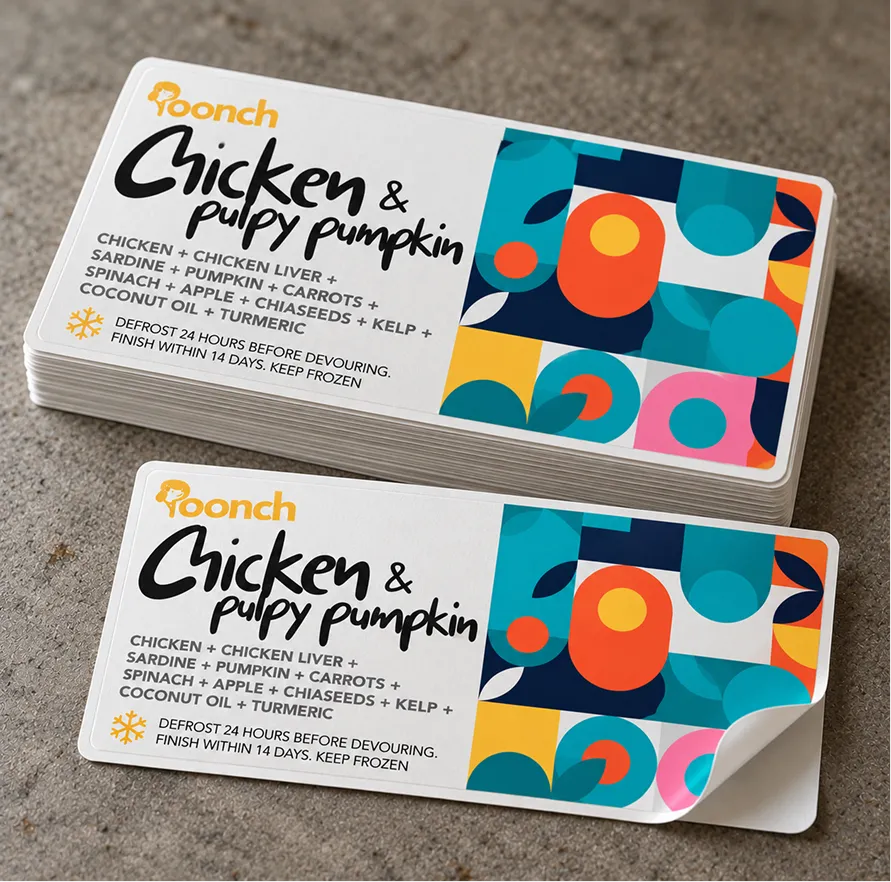 Poonch
Chicken &
pulpy pumpkin
CHICKEN + CHICKEN LIVER +
SARDINE + PUMPKIN + CARROTS +
SPINACH + APPLE + CHIASEEDS + KELP +
COCONUT OIL + TURMERIC
DEFROST 24 HOURS BEFORE DEVOURING.
FINISH WITHIN 14 DAYS. KEEP FROZEN
Poonch
Chicken &
pulpy pumpkin
CHICKEN + CHICKEN LIVER +
SARDINE + PUMPKIN + CARROTS +
SPINACH + APPLE + CHIASEEDS + KELP +
COCONUT OIL + TURMERIC
DEFROST 24 HOURS BEFORE DEVOURING.
FINISH WITHIN 14 DAYS. KEEP FROZEN